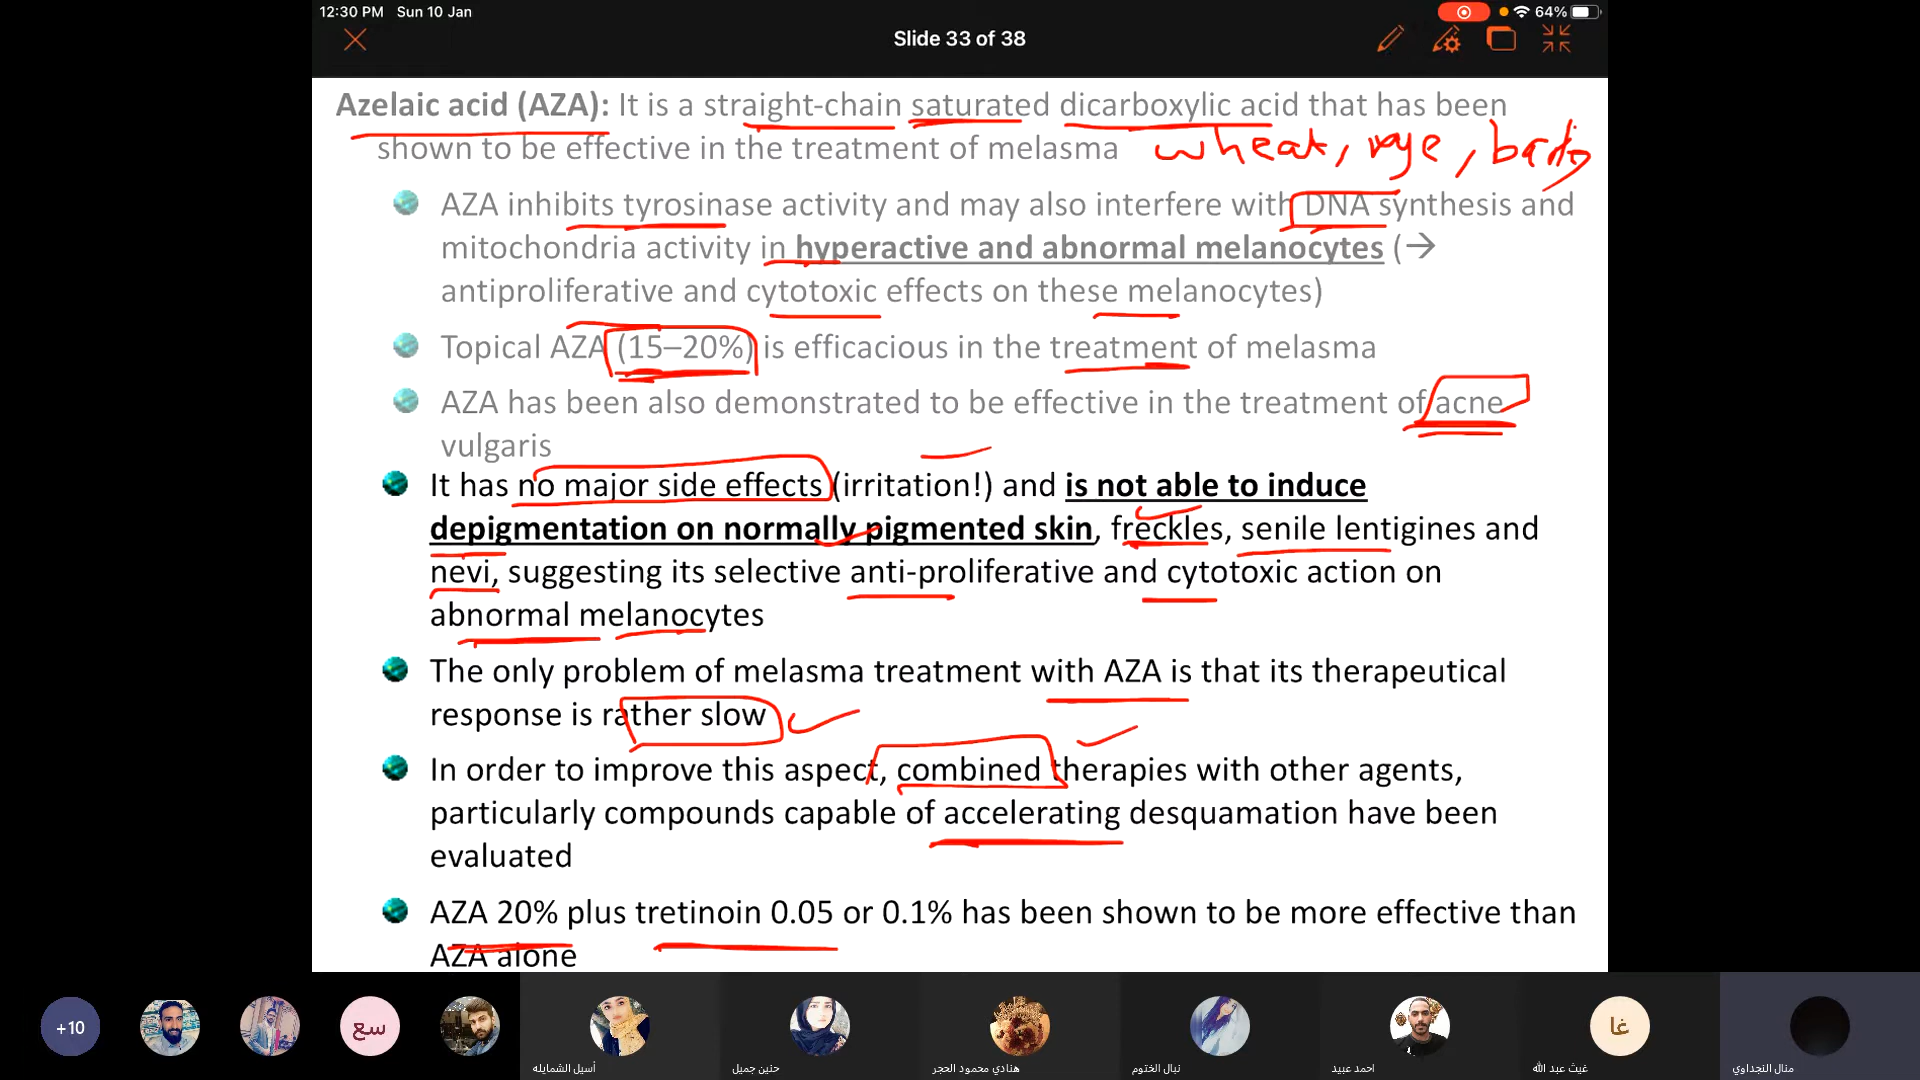 12:30 PM Sun 10 Jan
64%
Slide 33 of 38
Azelaic acid (AZA): It is a straight-chain saturated dicarboxylic acid that has been
shown to be effective in the treatment of melasma wheat, rye,
AZA inhibits tyrosinase activity and may also interfere with DNA synthesis and
mitochondria activity in hyperactive and abnormal melanocytes (→
antiproliferative and cytotoxic effects on these melanocytes)
Topical AZA (15–20%) is efficacious in the treatment of melasma
AZA has been also demonstrated to be effective in the treatment of acne
vulgaris
It has no major side effects (irritation!) and is not able to induce
depigmentation on normally pigmented skin, freckles, senile lentigines and
nevi, suggesting its selective anti-proliferative and cytotoxic action on
abnormal melanocytes
The only problem of melasma treatment with AZA is that its therapeutical
response is rather slow
In order to improve this aspect, combined therapies with other agents,
particularly compounds capable of accelerating desquamation have been
evaluated
AZA 20% plus tretinoin 0.05 or 0.1% has been shown to be more effective than
AZA alone
+10
سع
غا
أسيل الشمايله
حنين جميل
هنادي محمود الحجر
نبال الختوم
احمد عبيد
غيث عبد الله
منال النجداوي